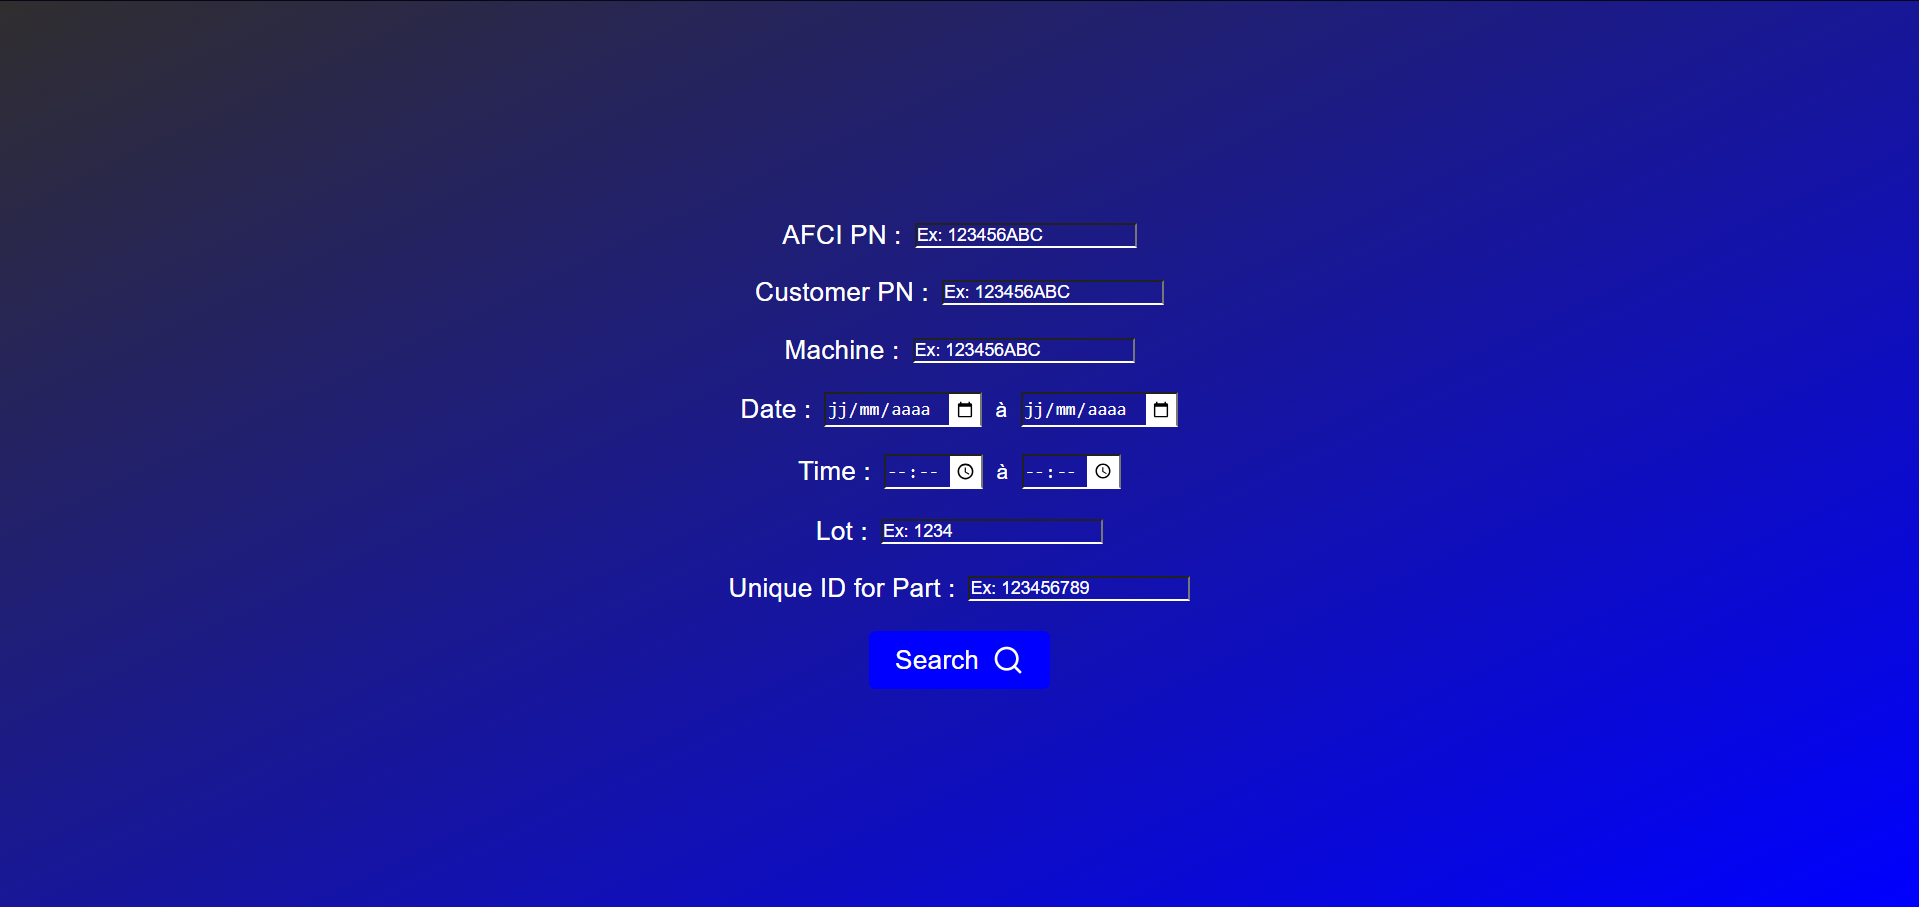 AFCI PN : Ex: 123456ABC
Customer PN : Ex: 123456ABC
Machine : Ex: 123456ABC
Date : jj/mm/aaaa à jj/mm/aaaa
Time : --:-- à --:--
Lot : Ex: 1234
Unique ID for Part : Ex: 123456789
Search